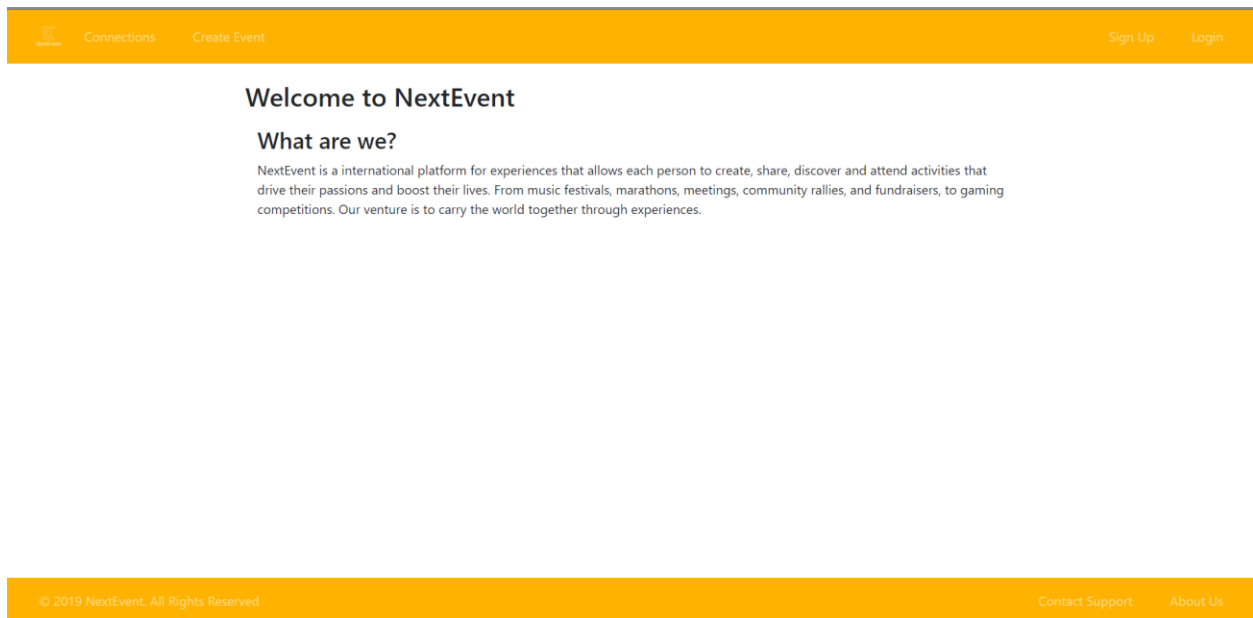 NextEvent
Connections
Create Event
Sign Up
Login
Welcome to NextEvent
What are we?
NextEvent is a international platform for experiences that allows each person to create, share, discover and attend activities that
drive their passions and boost their lives. From music festivals, marathons, meetings, community rallies, and fundraisers, to gaming
competitions. Our venture is to carry the world together through experiences.
© 2019 NextEvent. All Rights Reserved
Contact Support
About Us